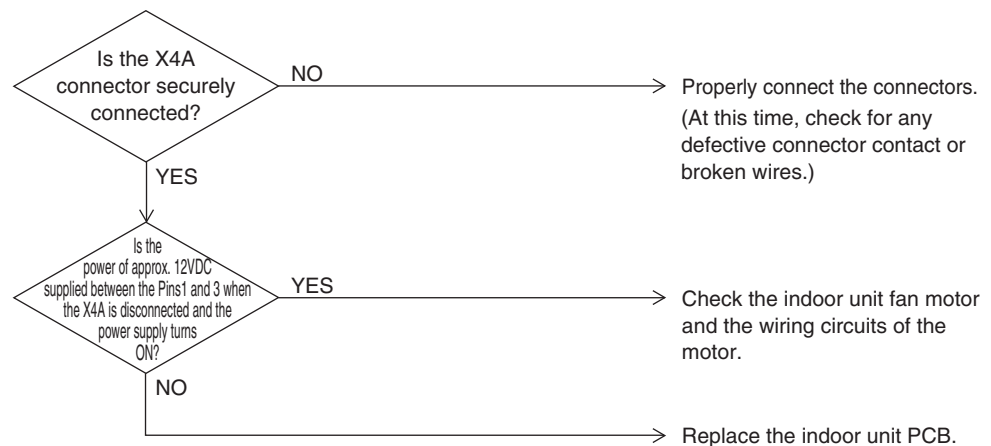 Is the X4A
connector securely
connected?
NO
Properly connect the connectors.
(At this time, check for any
defective connector contact or
broken wires.)
YES
Is the
power of approx. 12VDC
supplied between the Pins1 and 3 when
the X4A is disconnected and the
power supply turns
ON?
YES
Check the indoor unit fan motor
and the wiring circuits of the
motor.
NO
Replace the indoor unit PCB.